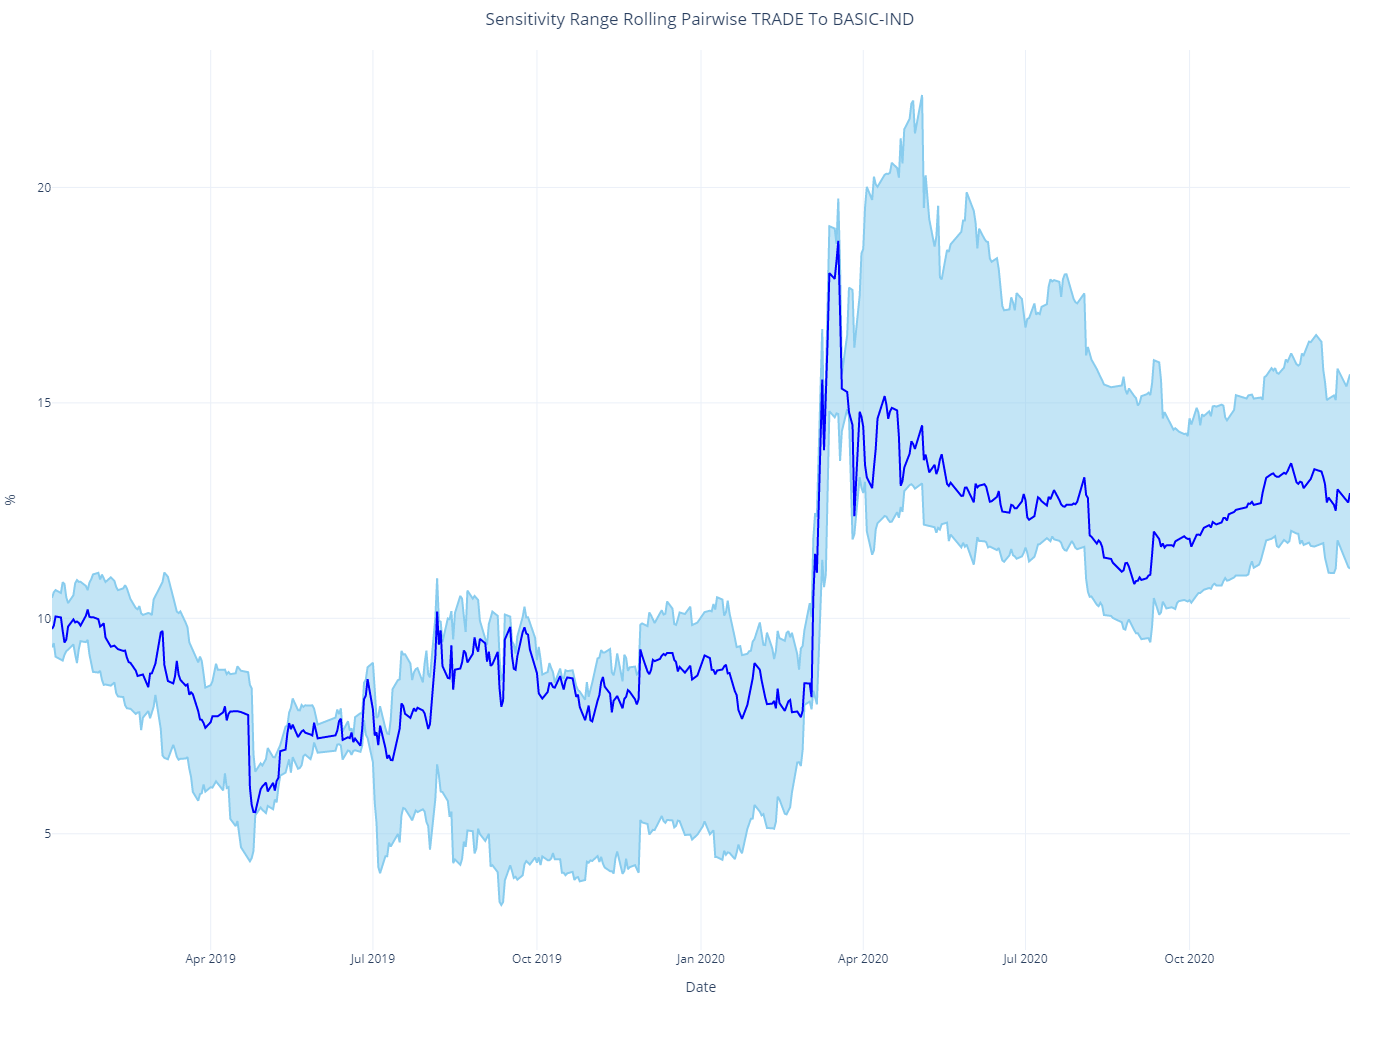 Sensitivity Range Rolling Pairwise TRADE To BASIC-IND
20
15
10
5
%
Apr 2019
Jul 2019
Oct 2019
Jan 2020
Apr 2020
Jul 2020
Oct 2020
Date